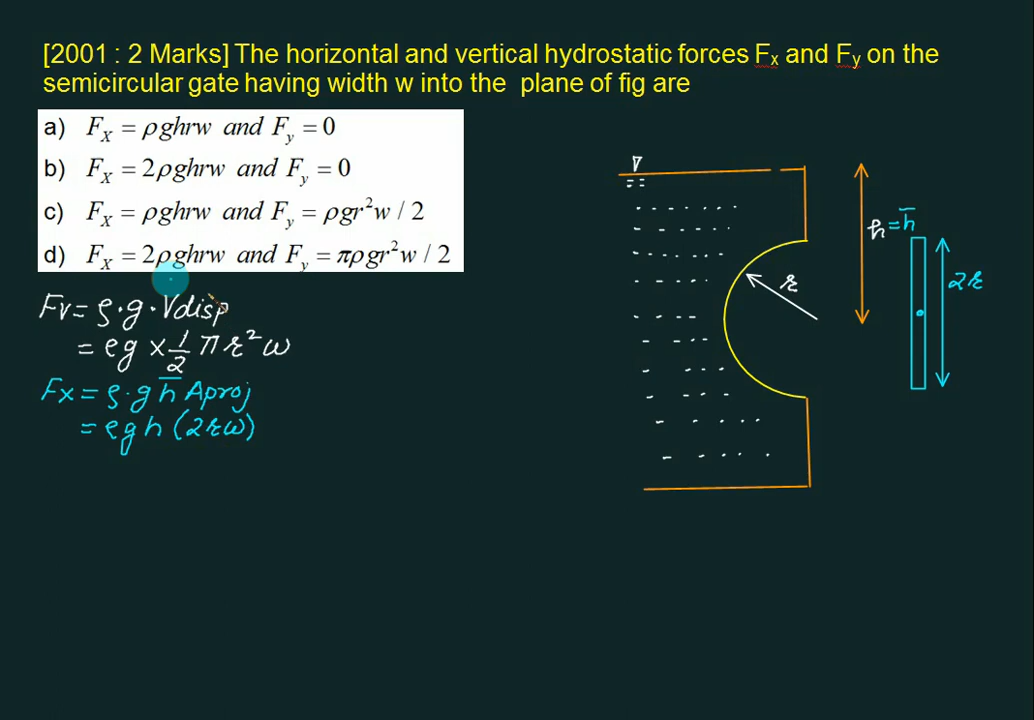 [2001 : 2 Marks] The horizontal and vertical hydrostatic forces Fx and Fy on the
semicircular gate having width w into the plane of fig are
a) Fx = ρghrw and Fy = 0
b) Fx = 2ρghrw and Fy = 0
c) Fx = ρghrw and Fy = ρgr²w / 2
d) Fx = 2ρghrw and Fy = πρgr²w / 2
Fv = ρ·g·Vdisp
= ρg × 1/2 π r² w
Fx = ρ·g h̄ Aproj
= ρgh (2rw)
r
h = h̄
2r